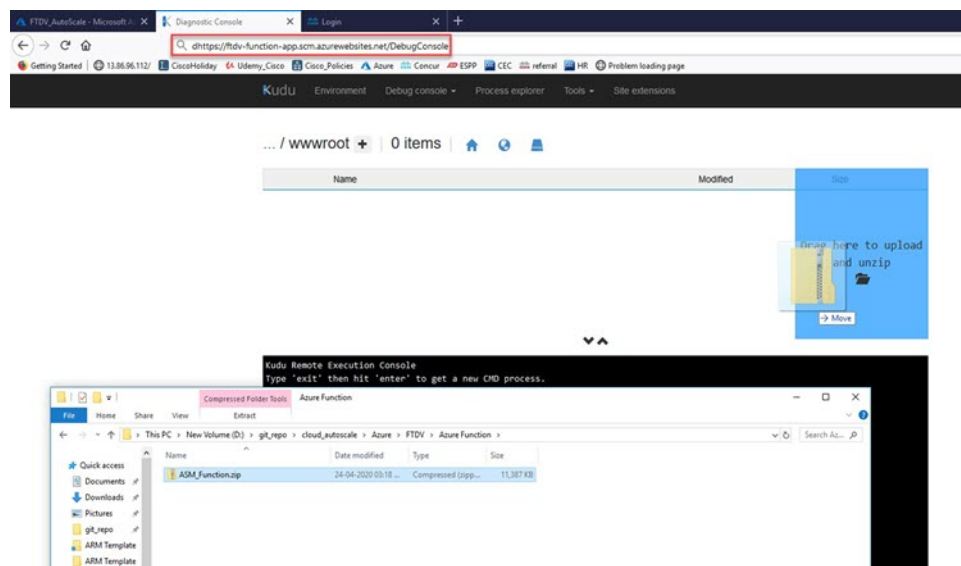 FTDV_AutoScale - Microsoft A
Diagnostic Console
Login
dhttps://ftdv-function-app.scm.azurewebsites.net/DebugConsole
Getting Started
13.86.96.112/
CiscoHoliday
Udemy_Cisco
Cisco_Policies
Azure
Concur
ESPP
CEC
referral
HR
Problem loading page
Kudu Environment Debug console Process explorer Tools Site extensions
... / wwwroot + | 0 items
Name Modified Size
Drag here to upload
and unzip
Move
Kudu Remote Execution Console
Type 'exit' then hit 'enter' to get a new CMD process.
Compressed Folder Tools Azure Function
File Home Share View Extract
This PC > New Volume (D:) > git_repo > cloud_autoscale > Azure > FTDV > Azure Function >
Search Az...
Name Date modified Type Size
Quick access
ASM_Function.zip 24-04-2020 03:18 ... Compressed (zipp... 11,387 KB
Documents
Downloads
Pictures
git_repo
ARM Template
ARM Template